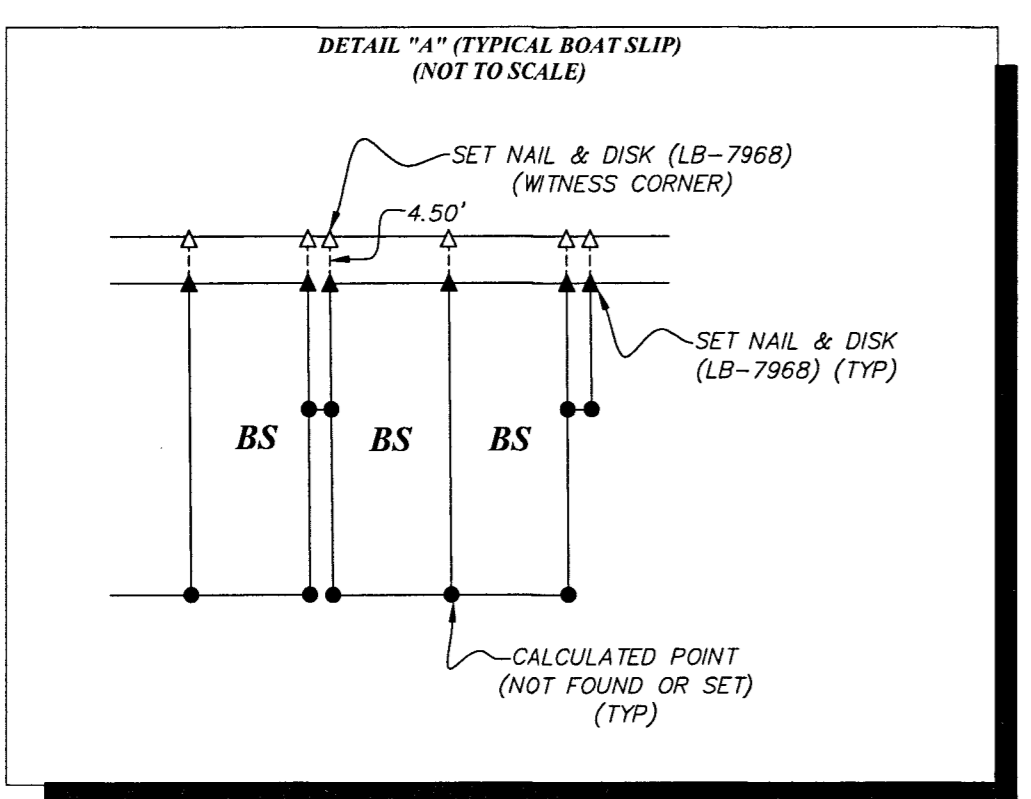 DETAIL "A" (TYPICAL BOAT SLIP)
(NOT TO SCALE)
SET NAIL & DISK (LB-7968)
(WITNESS CORNER)
4.50'
SET NAIL & DISK
(LB-7968) (TYP)
BS BS BS
CALCULATED POINT
(NOT FOUND OR SET)
(TYP)